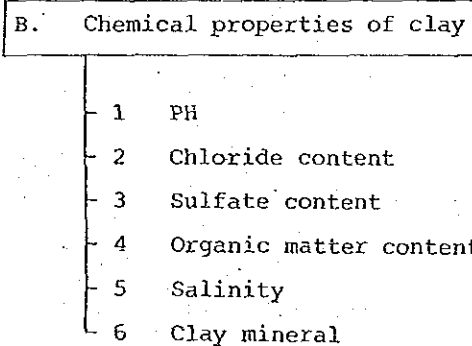 B. Chemical properties of clay
1 PH
2 Chloride content
3 Sulfate content
4 Organic matter content
5 Salinity
6 Clay mineral